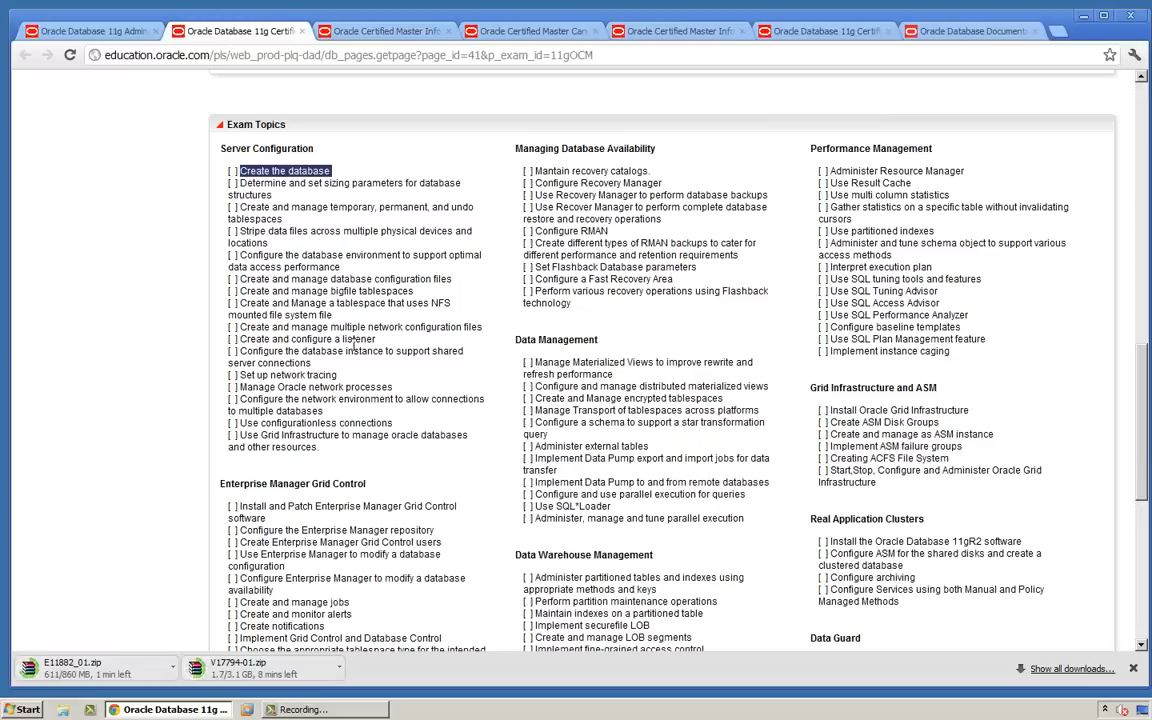 Oracle Database 11g Admin
Oracle Database 11g Certifi
Oracle Certified Master Info
Oracle Certified Master Can
Oracle Certified Master Info
Oracle Database 11g Certifi
Oracle Database Document
education.oracle.com/pls/web_prod-plq-dad/db_pages.getpage?page_id=41&p_exam_id=11gOCM
Exam Topics
Server Configuration
[ ] Create the database
[ ] Determine and set sizing parameters for database
structures
[ ] Create and manage temporary, permanent, and undo
tablespaces
[ ] Stripe data files across multiple physical devices and
locations
[ ] Configure the database environment to support optimal
data access performance
[ ] Create and manage database configuration files
[ ] Create and manage bigfile tablespaces
[ ] Create and Manage a tablespace that uses NFS
mounted file system file
[ ] Create and manage multiple network configuration files
[ ] Create and configure a listener
[ ] Configure the database instance to support shared
server connections
[ ] Set up network tracing
[ ] Manage Oracle network processes
[ ] Configure the network environment to allow connections
to multiple databases
[ ] Use configurationless connections
[ ] Use Grid Infrastructure to manage oracle databases
and other resources.
Enterprise Manager Grid Control
[ ] Install and Patch Enterprise Manager Grid Control
software
[ ] Configure the Enterprise Manager repository
[ ] Create Enterprise Manager Grid Control users
[ ] Use Enterprise Manager to modify a database
configuration
[ ] Configure Enterprise Manager to modify a database
availability
[ ] Create and manage jobs
[ ] Create and monitor alerts
[ ] Create notifications
[ ] Implement Grid Control and Database Control
[ ] Choose the appropriate tablespace type for the intended
Managing Database Availability
[ ] Mantain recovery catalogs.
[ ] Configure Recovery Manager
[ ] Use Recovery Manager to perform database backups
[ ] Use Recover Manager to perform complete database
restore and recovery operations
[ ] Configure RMAN
[ ] Create different types of RMAN backups to cater for
different performance and retention requirements
[ ] Set Flashback Database parameters
[ ] Configure a Fast Recovery Area
[ ] Perform various recovery operations using Flashback
technology
Data Management
[ ] Manage Materialized Views to improve rewrite and
refresh performance
[ ] Configure and manage distributed materialized views
[ ] Create and Manage encrypted tablespaces
[ ] Manage Transport of tablespaces across platforms
[ ] Configure a schema to support a star transformation
query
[ ] Administer external tables
[ ] Implement Data Pump export and import jobs for data
transfer
[ ] Implement Data Pump to and from remote databases
[ ] Configure and use parallel execution for queries
[ ] Use SQL*Loader
[ ] Administer, manage and tune parallel execution
Data Warehouse Management
[ ] Administer partitioned tables and indexes using
appropriate methods and keys
[ ] Perform partition maintenance operations
[ ] Maintain indexes on a partitioned table
[ ] Implement securefile LOB
[ ] Create and manage LOB segments
[ ] Implement fine-grained access control
Performance Management
[ ] Administer Resource Manager
[ ] Use Result Cache
[ ] Use multi column statistics
[ ] Gather statistics on a specific table without invalidating
cursors
[ ] Use partitioned indexes
[ ] Administer and tune schema object to support various
access methods
[ ] Interpret execution plan
[ ] Use SQL tuning tools and features
[ ] Use SQL Tuning Advisor
[ ] Use SQL Access Advisor
[ ] Use SQL Performance Analyzer
[ ] Configure baseline templates
[ ] Use SQL Plan Management feature
[ ] Implement instance caging
Grid Infrastructure and ASM
[ ] Install Oracle Grid Infrastructure
[ ] Create ASM Disk Groups
[ ] Create and manage as ASM instance
[ ] Implement ASM failure groups
[ ] Creating ACFS File System
[ ] Start,Stop, Configure and Administer Oracle Grid
Infrastructure
Real Application Clusters
[ ] Install the Oracle Database 11gR2 software
[ ] Configure ASM for the shared disks and create a
clustered database
[ ] Configure archiving
[ ] Configure Services using both Manual and Policy
Managed Methods
Data Guard
E11882_01.zip
611/860 MB, 1 min left
V17794-01.zip
1.7/3.1 GB, 8 mins left
Show all downloads...
Start
Oracle Database 11g ...
Recording...